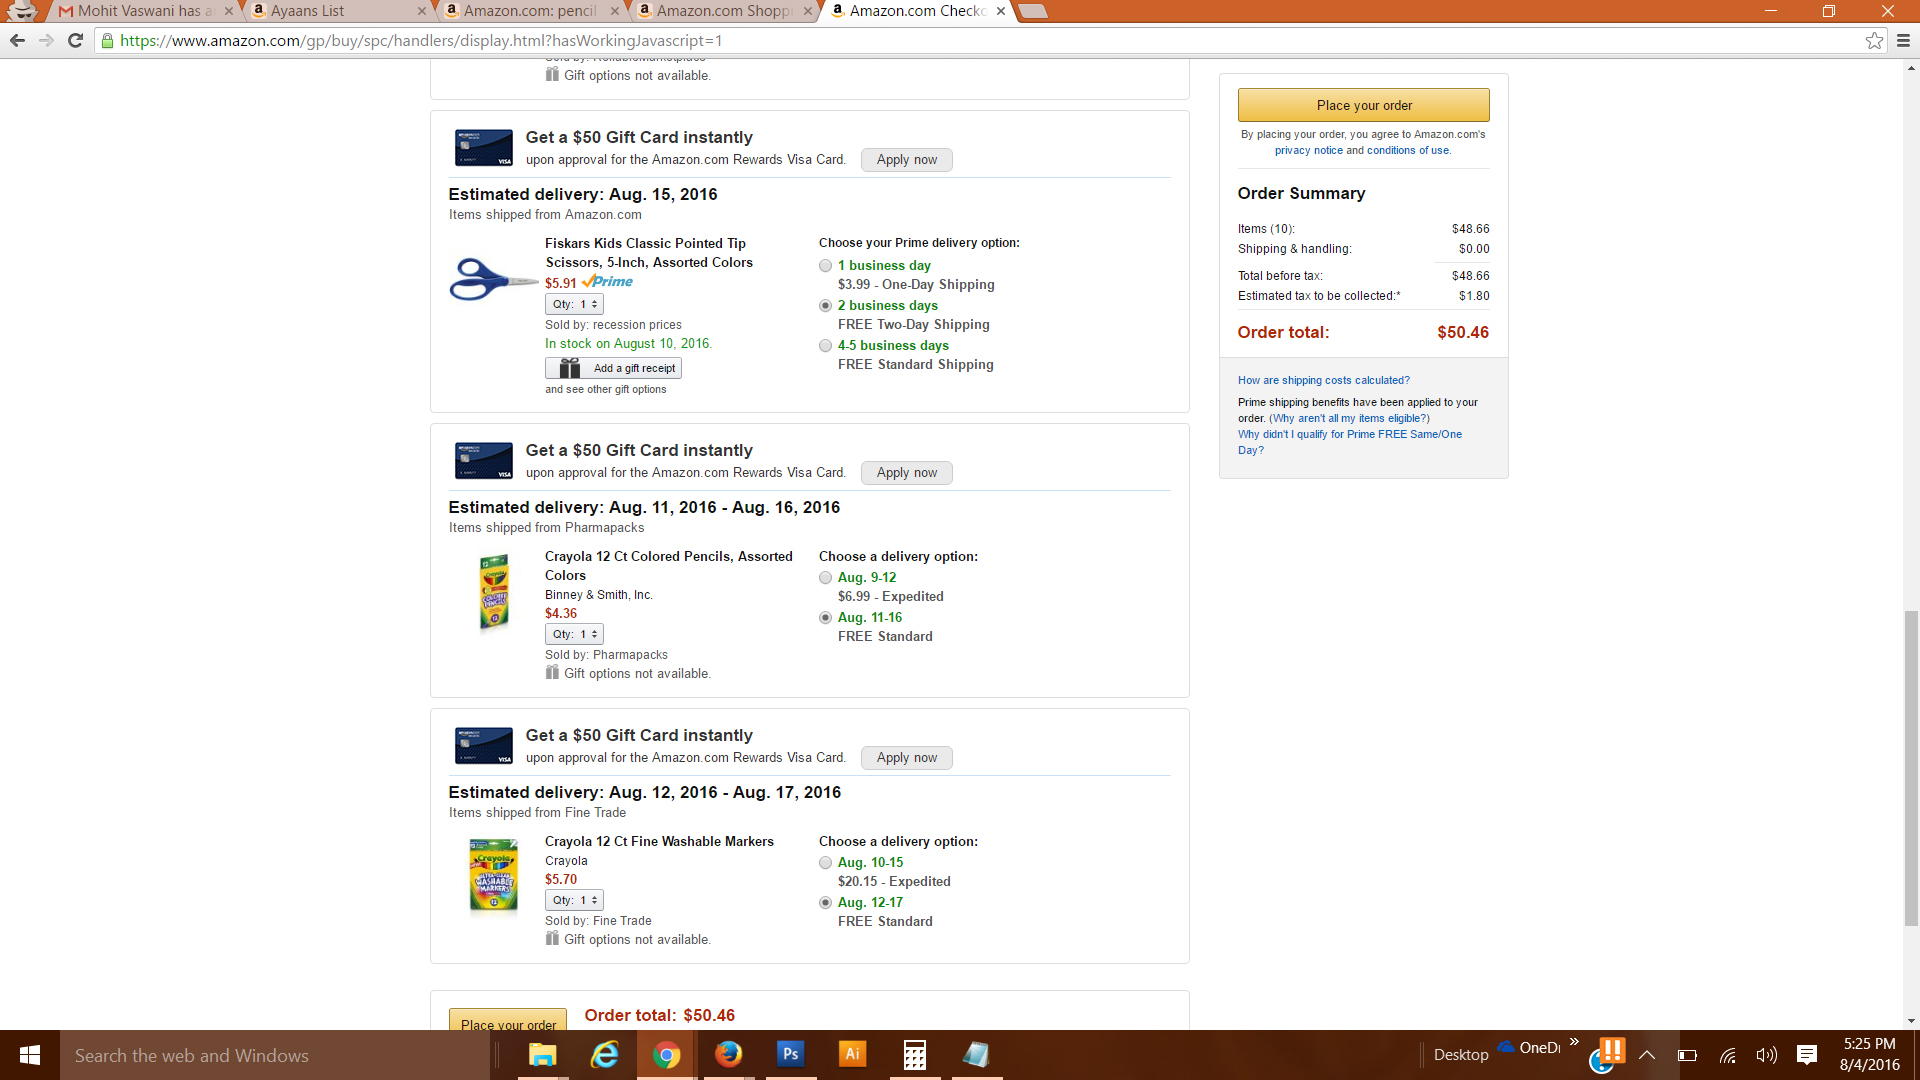 Mohit Vaswani has a
Ayaans List
Amazon.com: pencil
Amazon.com Shopp
Amazon.com Checko
https://www.amazon.com/gp/buy/spc/handlers/display.html?hasWorkingJavascript=1
Gift options not available.
Get a $50 Gift Card instantly
upon approval for the Amazon.com Rewards Visa Card.
Apply now
Estimated delivery: Aug. 15, 2016
Items shipped from Amazon.com
Fiskars Kids Classic Pointed Tip
Scissors, 5-Inch, Assorted Colors
$5.91 Prime
Qty: 1
Sold by: recession prices
In stock on August 10, 2016.
Add a gift receipt
and see other gift options
Choose your Prime delivery option:
1 business day
$3.99 - One-Day Shipping
2 business days
FREE Two-Day Shipping
4-5 business days
FREE Standard Shipping
Get a $50 Gift Card instantly
upon approval for the Amazon.com Rewards Visa Card.
Apply now
Estimated delivery: Aug. 11, 2016 - Aug. 16, 2016
Items shipped from Pharmapacks
Crayola 12 Ct Colored Pencils, Assorted
Colors
Binney & Smith, Inc.
$4.36
Qty: 1
Sold by: Pharmapacks
Gift options not available.
Choose a delivery option:
Aug. 9-12
$6.99 - Expedited
Aug. 11-16
FREE Standard
Get a $50 Gift Card instantly
upon approval for the Amazon.com Rewards Visa Card.
Apply now
Estimated delivery: Aug. 12, 2016 - Aug. 17, 2016
Items shipped from Fine Trade
Crayola 12 Ct Fine Washable Markers
Crayola
$5.70
Qty: 1
Sold by: Fine Trade
Gift options not available.
Choose a delivery option:
Aug. 10-15
$20.15 - Expedited
Aug. 12-17
FREE Standard
Place your order
Order total: $50.46
Place your order
By placing your order, you agree to Amazon.com's
privacy notice and conditions of use.
Order Summary
Items (10): $48.66
Shipping & handling: $0.00
Total before tax: $48.66
Estimated tax to be collected:* $1.80
Order total: $50.46
How are shipping costs calculated?
Prime shipping benefits have been applied to your
order. (Why aren't all my items eligible?)
Why didn't I qualify for Prime FREE Same/One
Day?
Search the web and Windows
Ps
Ai
Desktop
OneDr
5:25 PM
8/4/2016